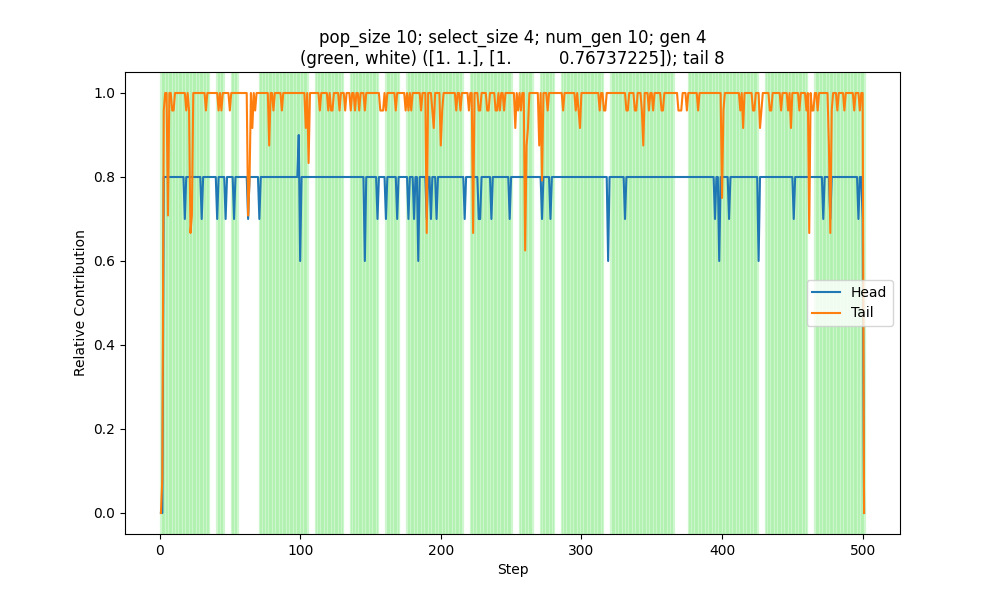 pop_size 10; select_size 4; num_gen 10; gen 4
(green, white) ([1. 1.], [1.          0.76737225]); tail 8
1.0
0.8
0.6
0.4
0.2
0.0
Relative Contribution
Head
Tail
0
100
200
300
400
500
Step